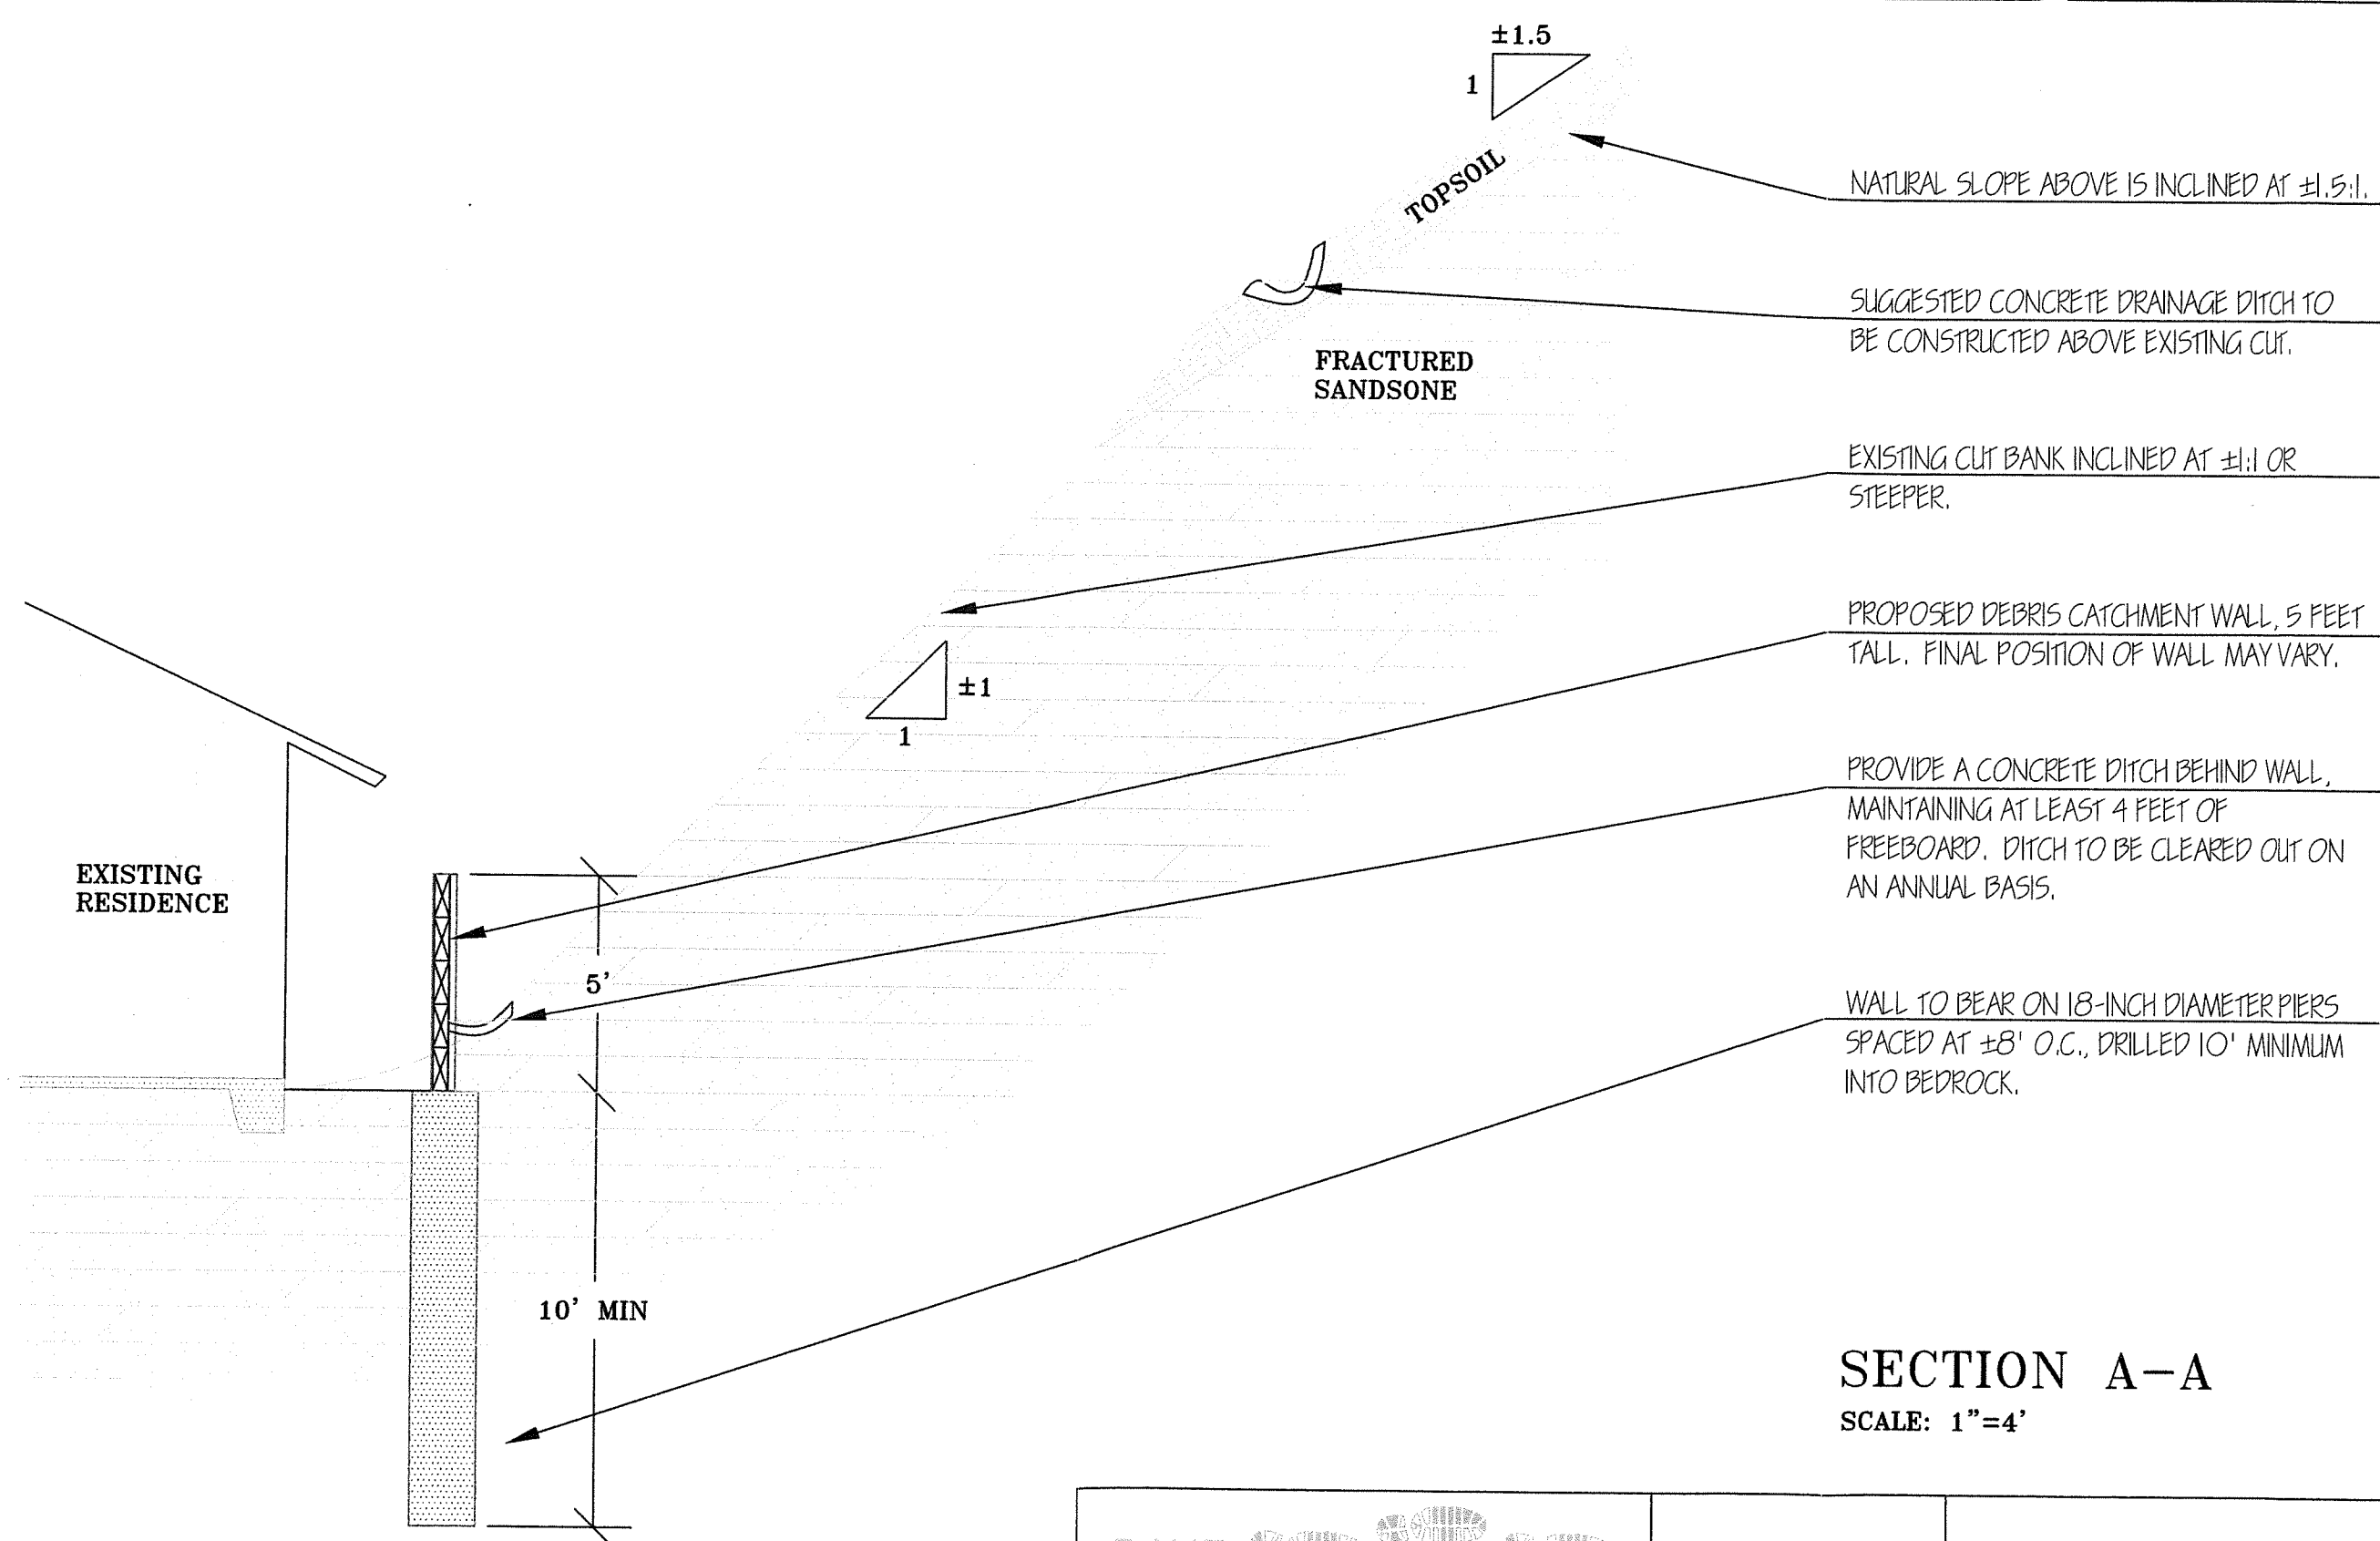 ±1.5
1
TOPSOIL
NATURAL SLOPE ABOVE IS INCLINED AT ±1.5:1.
SUGGESTED CONCRETE DRAINAGE DITCH TO
BE CONSTRUCTED ABOVE EXISTING CUT.
FRACTURED
SANDSONE
EXISTING CUT BANK INCLINED AT ±1:1 OR
STEEPER.
PROPOSED DEBRIS CATCHMENT WALL, 5 FEET
TALL. FINAL POSITION OF WALL MAY VARY.
±1
1
PROVIDE A CONCRETE DITCH BEHIND WALL,
MAINTAINING AT LEAST 4 FEET OF
FREEBOARD. DITCH TO BE CLEARED OUT ON
AN ANNUAL BASIS.
EXISTING
RESIDENCE
5'
WALL TO BEAR ON 18-INCH DIAMETER PIERS
SPACED AT ±8' O.C., DRILLED 10' MINIMUM
INTO BEDROCK.
10' MIN
SECTION A-A
SCALE: 1"=4'